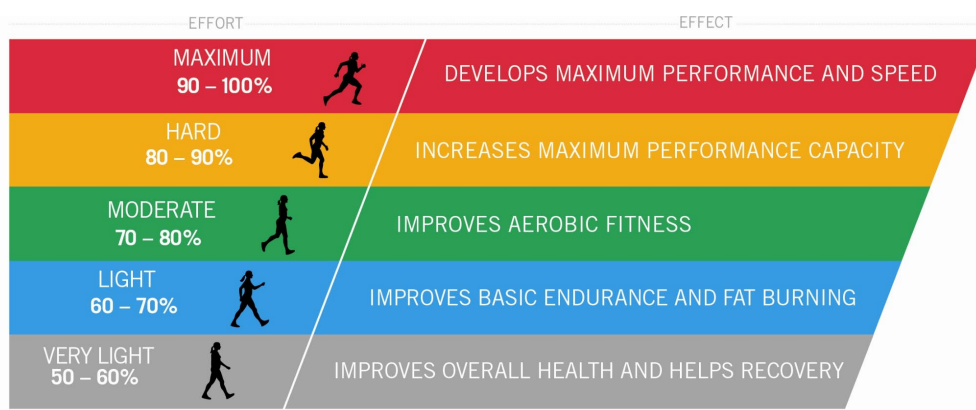 EFFORT
EFFECT
MAXIMUM
90 – 100%
DEVELOPS MAXIMUM PERFORMANCE AND SPEED
HARD
80 – 90%
INCREASES MAXIMUM PERFORMANCE CAPACITY
MODERATE
70 – 80%
IMPROVES AEROBIC FITNESS
LIGHT
60 – 70%
IMPROVES BASIC ENDURANCE AND FAT BURNING
VERY LIGHT
50 – 60%
IMPROVES OVERALL HEALTH AND HELPS RECOVERY